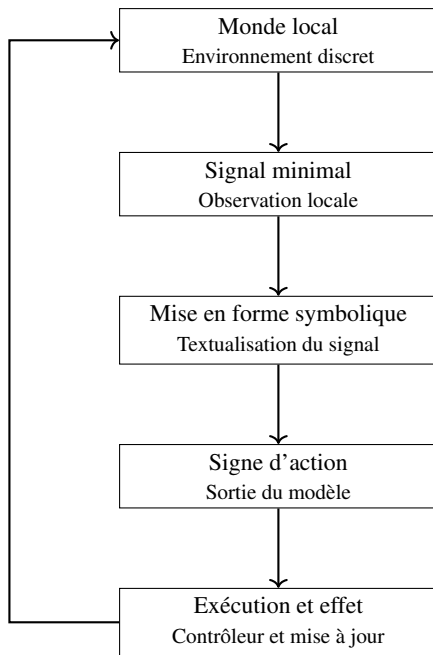 Monde local
Environnement discret
Signal minimal
Observation locale
Mise en forme symbolique
Textualisation du signal
Signe d’action
Sortie du modèle
Exécution et effet
Contrôleur et mise à jour